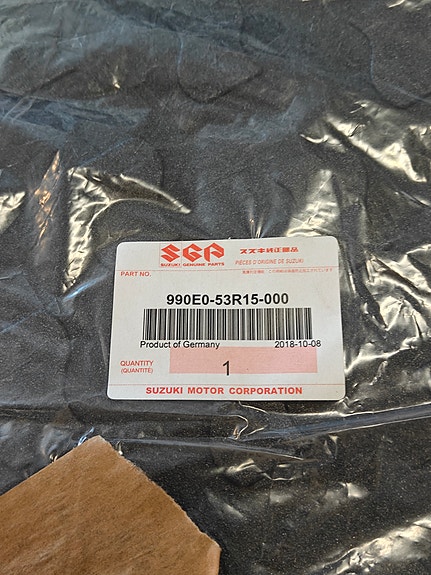 SGP
SUZUKI GENUINE PARTS
スズキ純正部品
PIÈCES D'ORIGINE DE SUZUKI
PART NO.
990E0-53R15-000
Product of Germany 2018-10-08
QUANTITY
(QUANTITÉ)
1
SUZUKI MOTOR CORPORATION